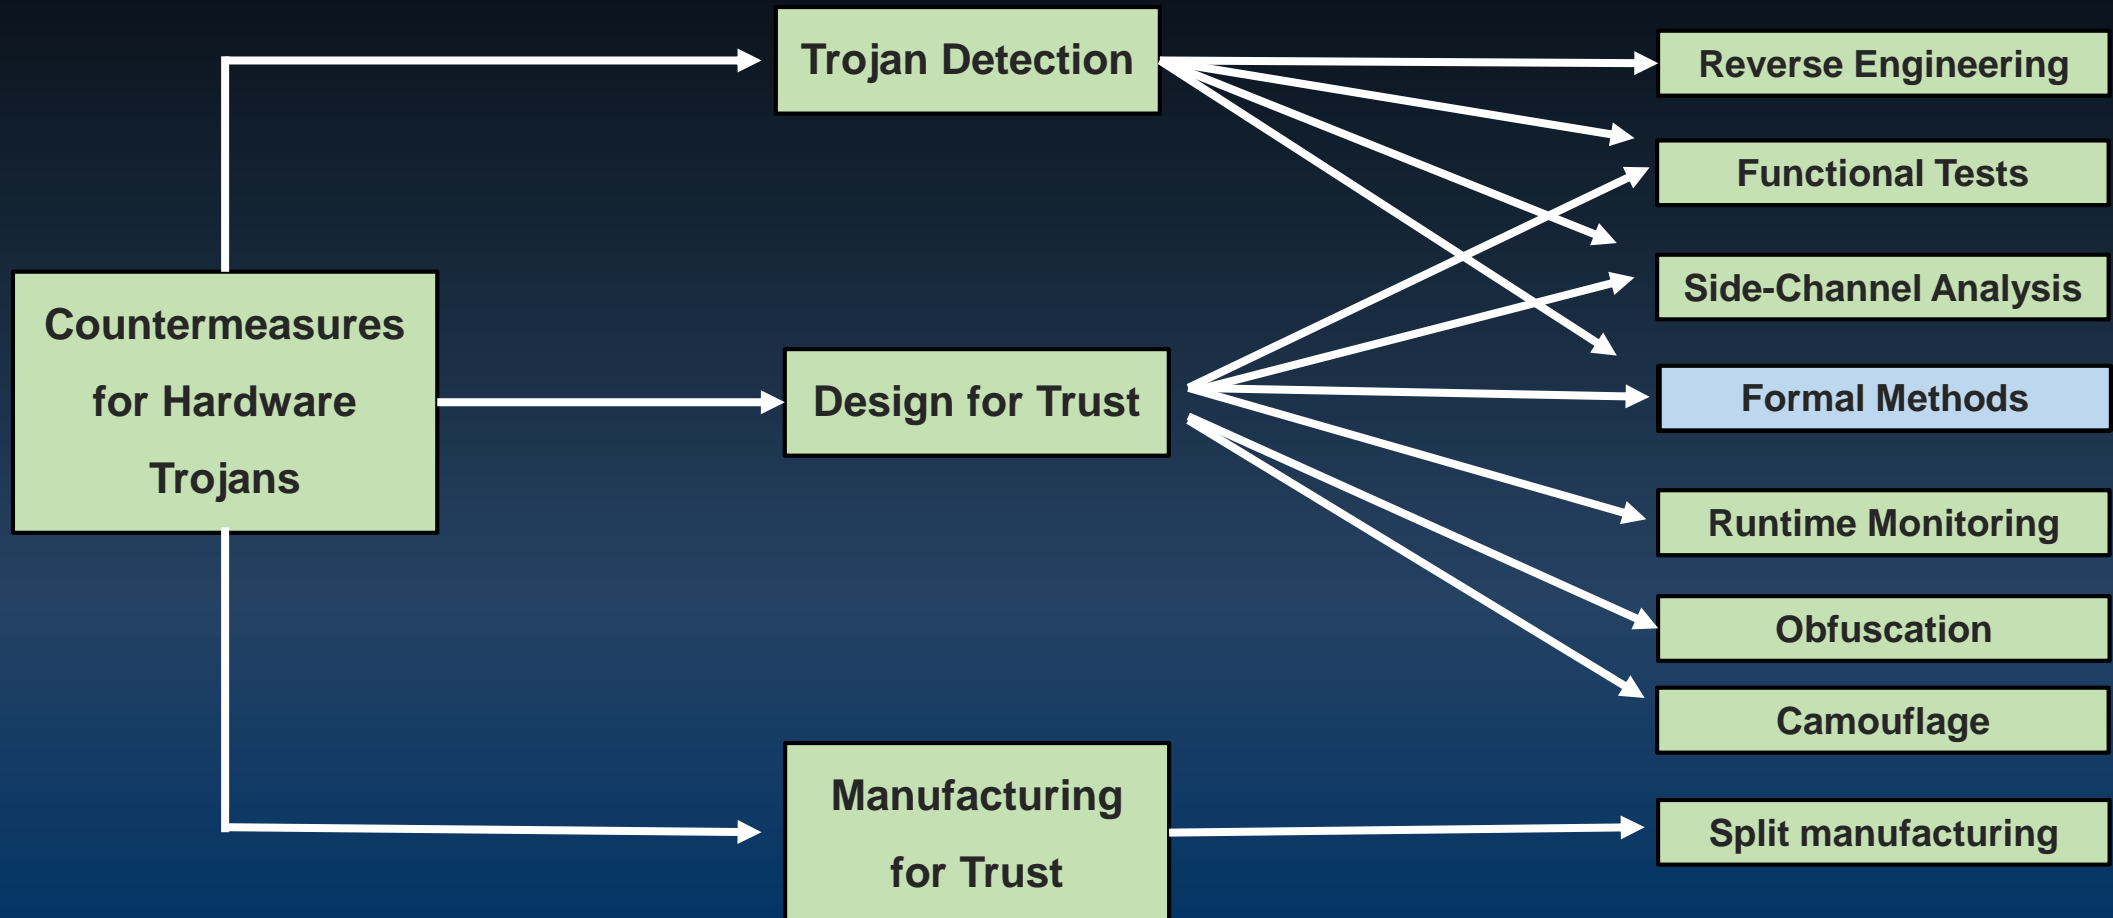 Countermeasures
for Hardware
Trojans
Trojan Detection
Design for Trust
Manufacturing
for Trust
Reverse Engineering
Functional Tests
Side-Channel Analysis
Formal Methods
Runtime Monitoring
Obfuscation
Camouflage
Split manufacturing